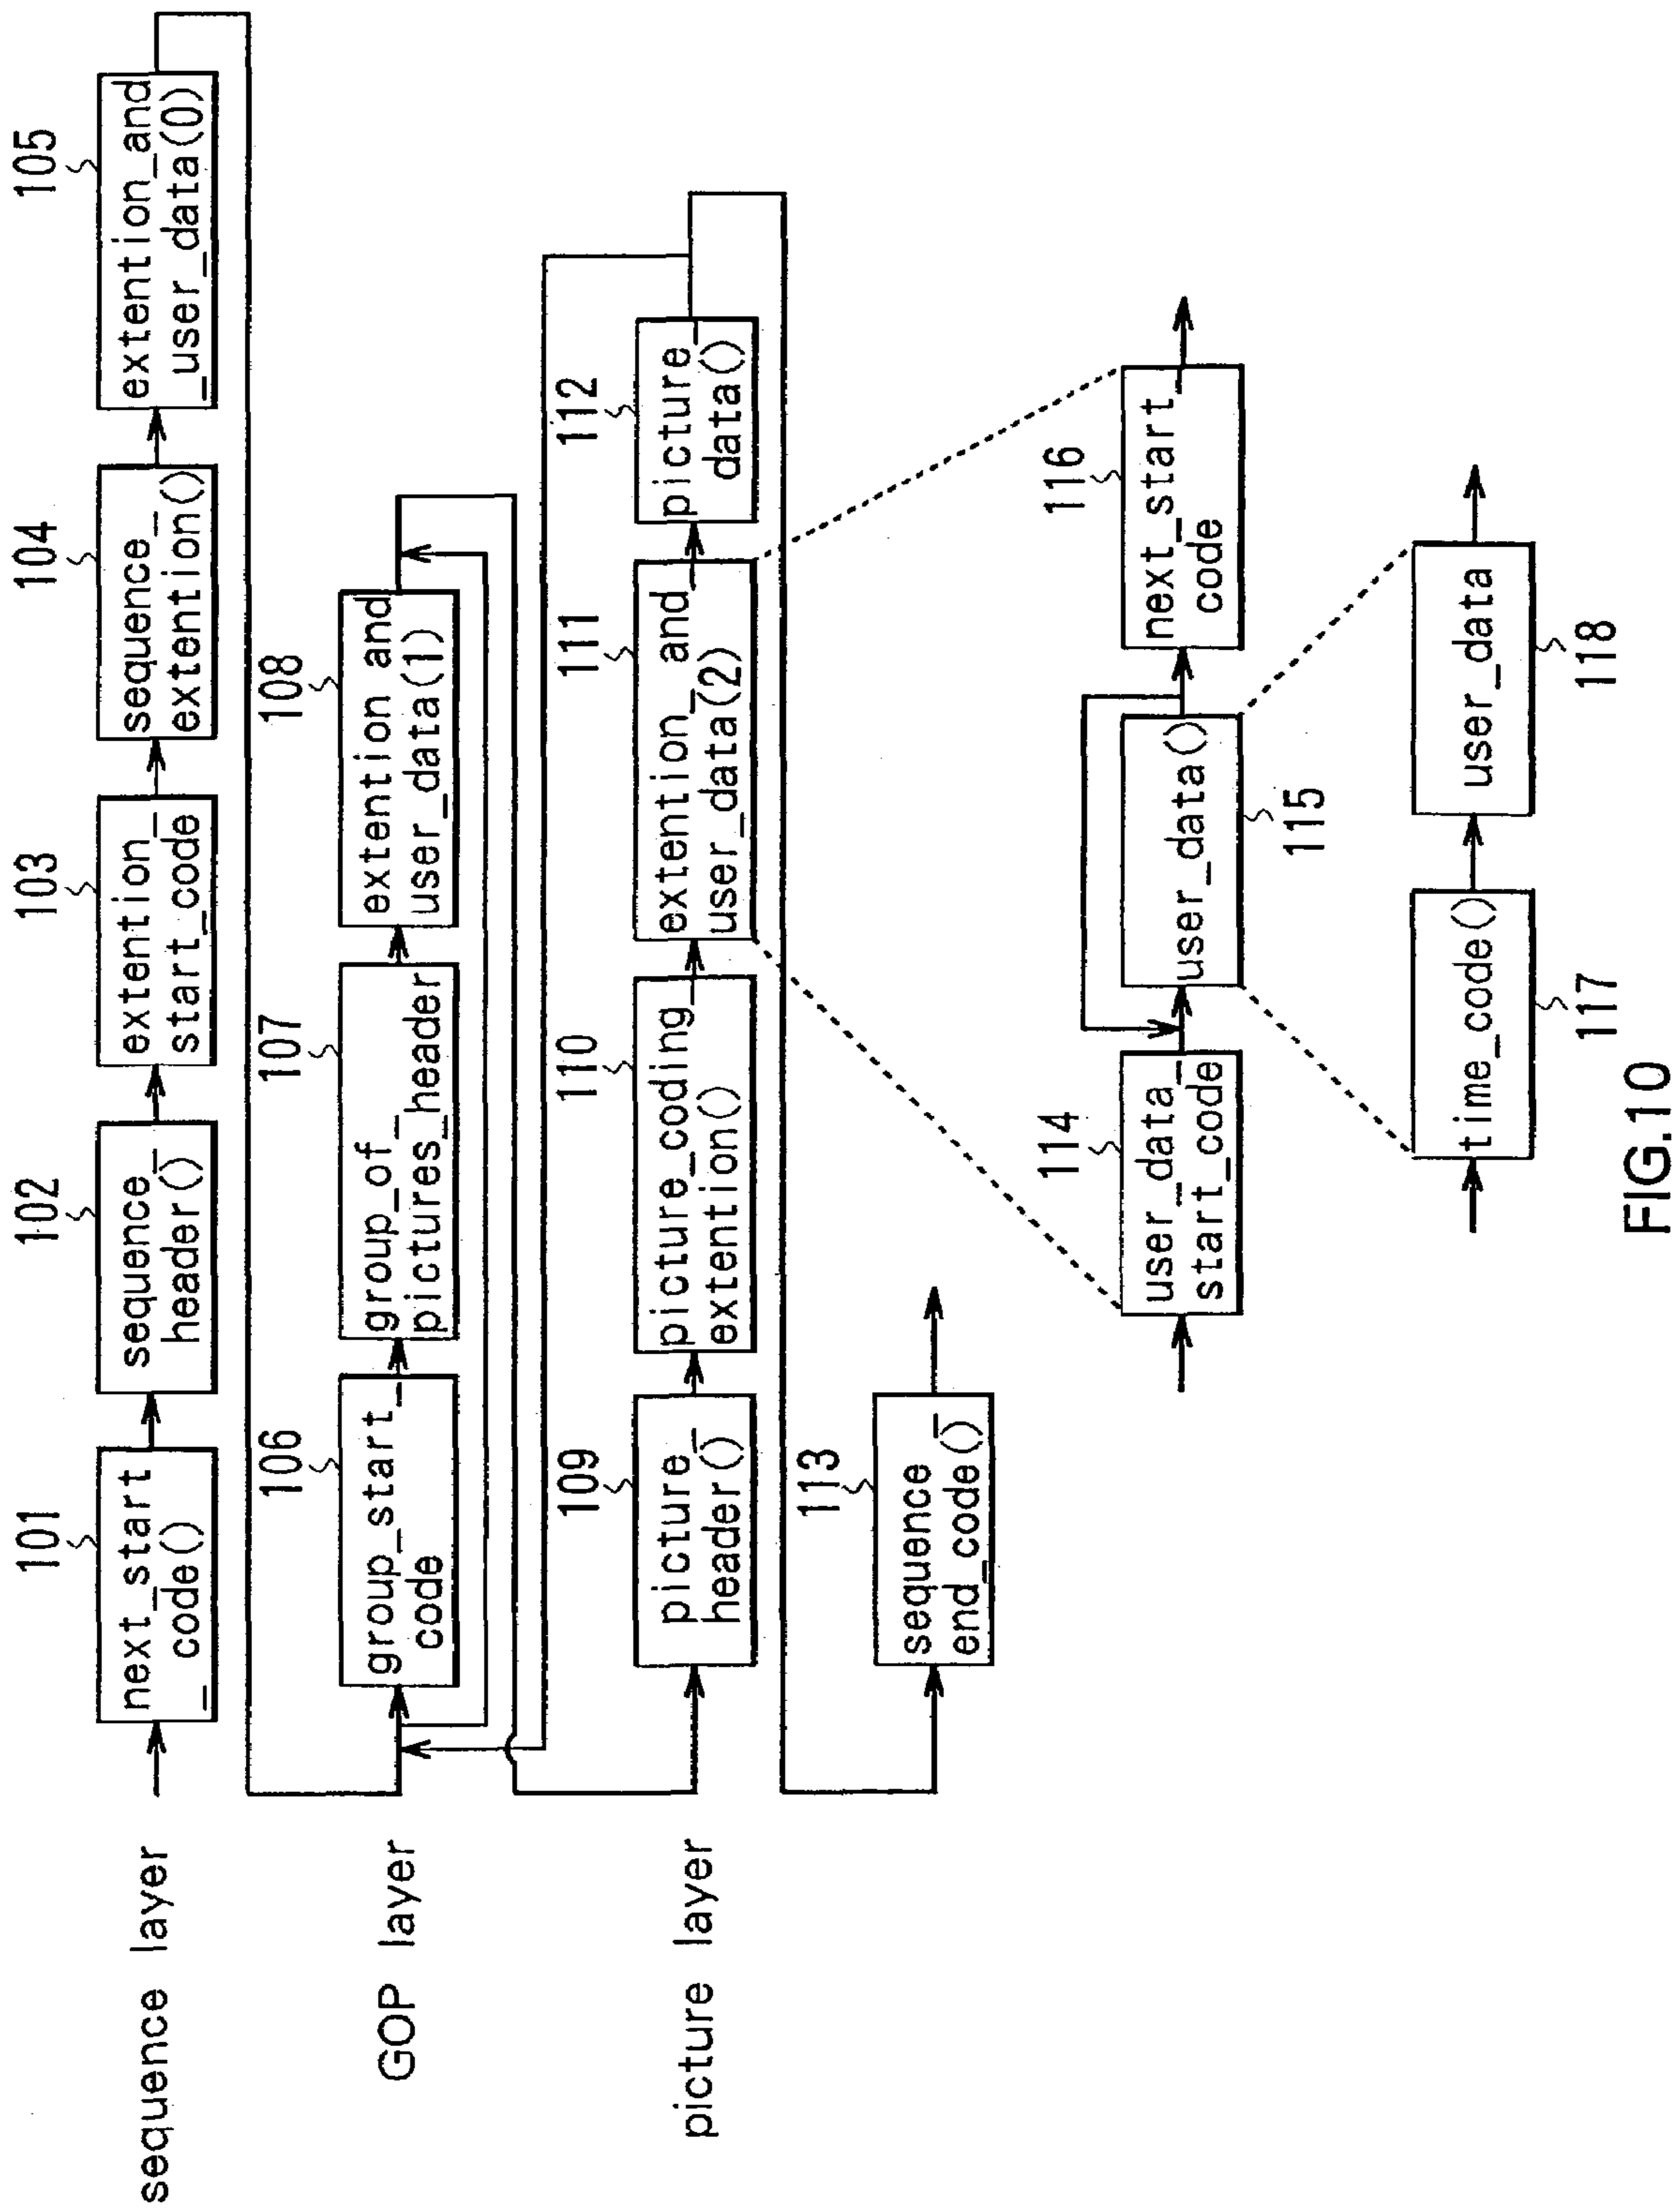 sequence layer
101
next_start
_code()
102
sequence_
header()
103
extention_
start_code
104
sequence_
extention()
105
extention_and
_user_data(0)
GOP layer
106
group_start_
code
107
group_of_
pictures_header
108
extention and
user_data(1)
picture layer
109
picture_
header()
110
picture_coding_
extention()
111
extention_and
user_data(2)
112
picture_
data()
113
sequence_
end_code()
114
user_data_
start_code
115
user_data()
116
next_start_
code
117
time_code()
118
user_data
FIG.10